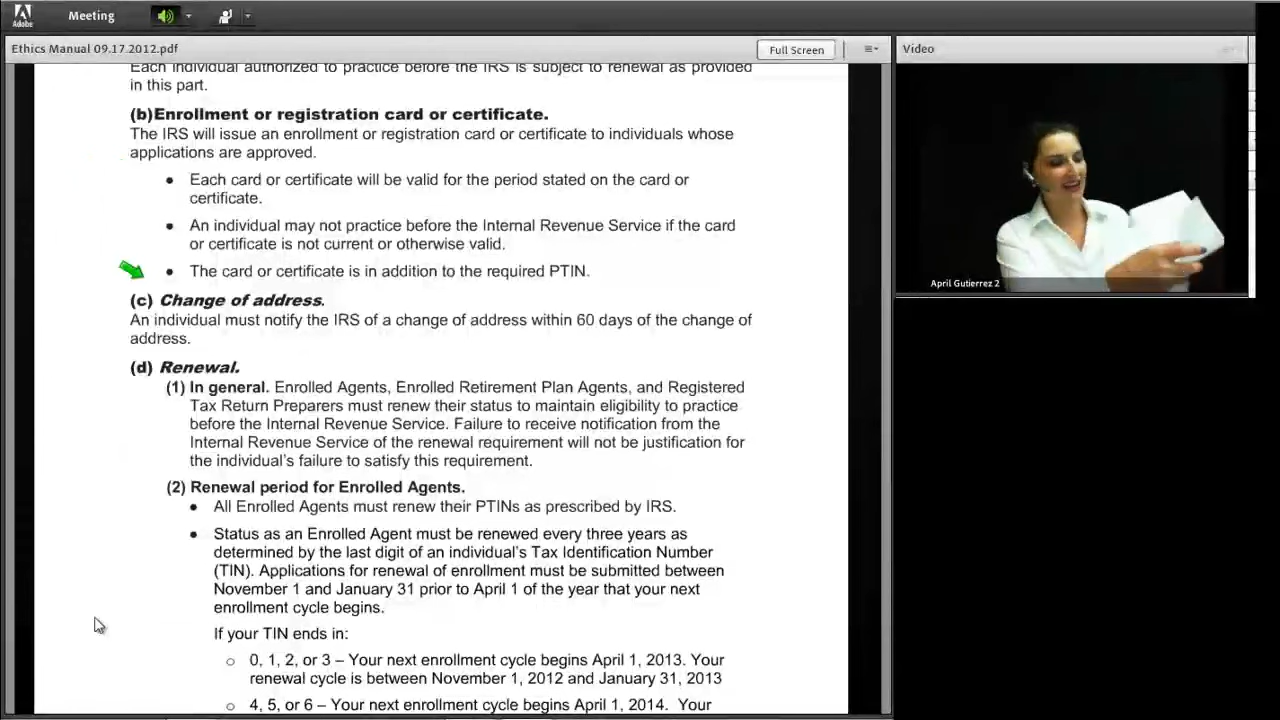 Adobe
Meeting
Ethics Manual 09.17.2012.pdf
Full Screen
Video
Each individual authorized to practice before the IRS is subject to renewal as provided
in this part.
(b)Enrollment or registration card or certificate.
The IRS will issue an enrollment or registration card or certificate to individuals whose
applications are approved.
• Each card or certificate will be valid for the period stated on the card or
certificate.
• An individual may not practice before the Internal Revenue Service if the card
or certificate is not current or otherwise valid.
• The card or certificate is in addition to the required PTIN.
(c) Change of address.
An individual must notify the IRS of a change of address within 60 days of the change of
address.
(d) Renewal.
(1) In general. Enrolled Agents, Enrolled Retirement Plan Agents, and Registered
Tax Return Preparers must renew their status to maintain eligibility to practice
before the Internal Revenue Service. Failure to receive notification from the
Internal Revenue Service of the renewal requirement will not be justification for
the individual's failure to satisfy this requirement.
(2) Renewal period for Enrolled Agents.
• All Enrolled Agents must renew their PTINs as prescribed by IRS.
• Status as an Enrolled Agent must be renewed every three years as
determined by the last digit of an individual's Tax Identification Number
(TIN). Applications for renewal of enrollment must be submitted between
November 1 and January 31 prior to April 1 of the year that your next
enrollment cycle begins.
If your TIN ends in:
o 0, 1, 2, or 3 – Your next enrollment cycle begins April 1, 2013. Your
renewal cycle is between November 1, 2012 and January 31, 2013
o 4, 5, or 6 – Your next enrollment cycle begins April 1, 2014. Your
April Gutierrez 2